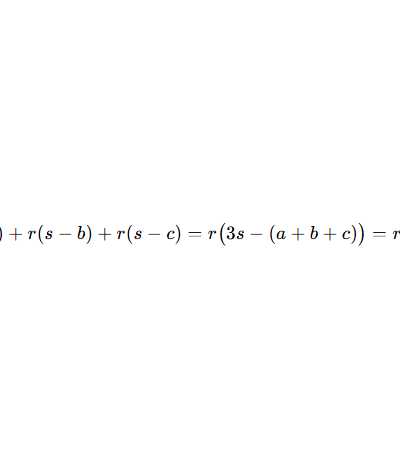 ) + r(s − b) + r(s − c) = r(3s − (a + b + c)) = r